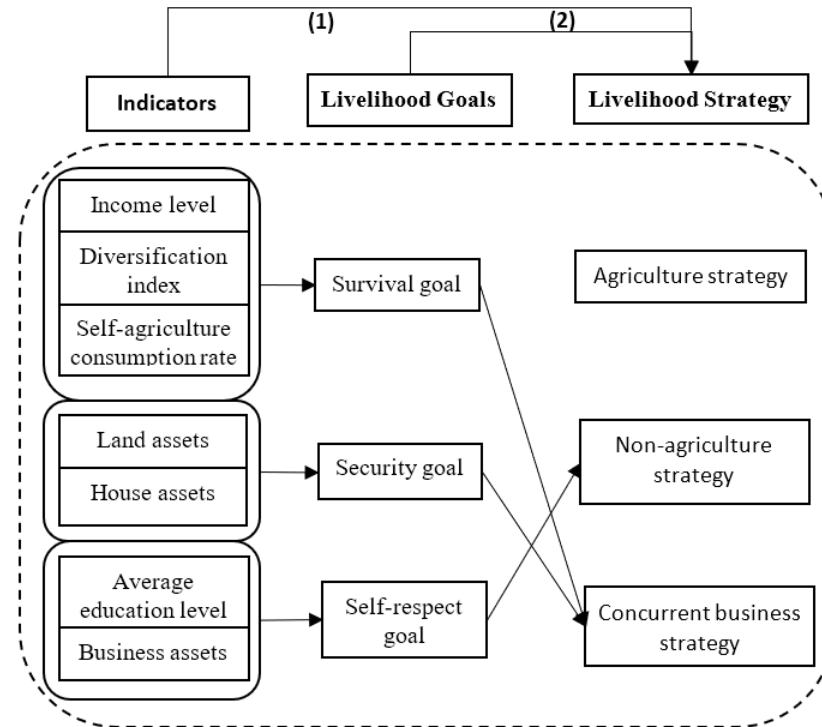 (1)
(2)
Indicators
Livelihood Goals
Livelihood Strategy
Income level
Diversification
index
Self-agriculture
consumption rate
Survival goal
Agriculture strategy
Land assets
House assets
Security goal
Non-agriculture
strategy
Average
education level
Business assets
Self-respect
goal
Concurrent business
strategy